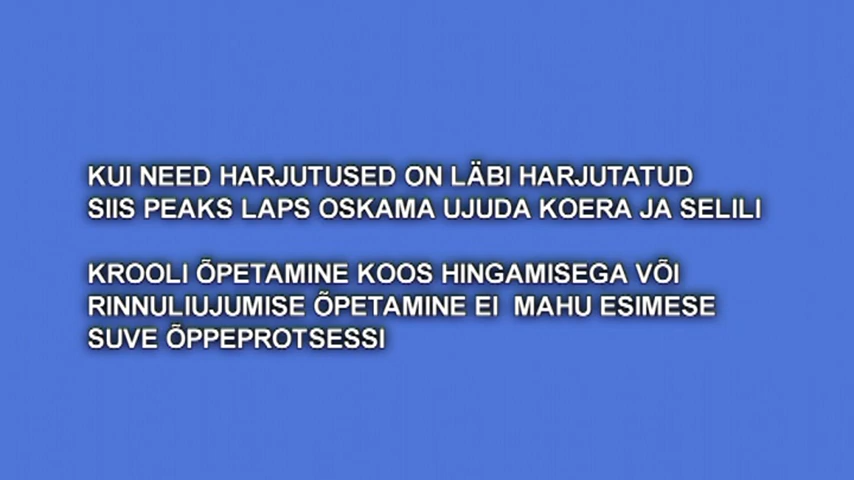 KUI NEED HARJUTUSED ON LÄBI HARJUTATUD
SIIS PEAKS LAPS OSKAMA UJUDA KOERA JA SELILI
KROOLI ÕPETAMINE KOOS HINGAMISEGA VÕI
RINNULIUJUMISE ÕPETAMINE EI MAHU ESIMESE
SUVE ÕPPEPROTSESSI